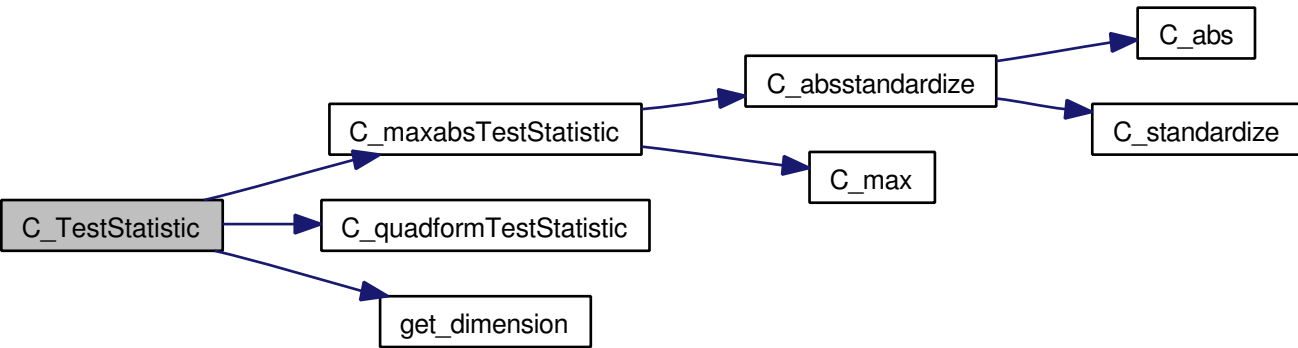 C_abs
C_absstandardize
C_maxabsTestStatistic
C_standardize
C_max
C_TestStatistic
C_quadformTestStatistic
get_dimension